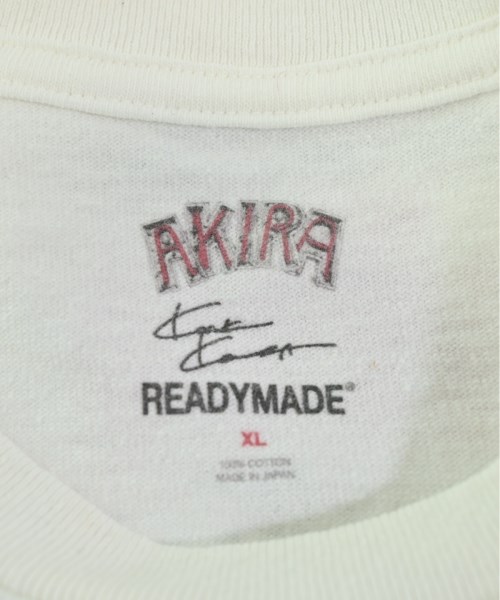 AKIRA
READYMADE®
XL
100% COTTON
MADE IN JAPAN